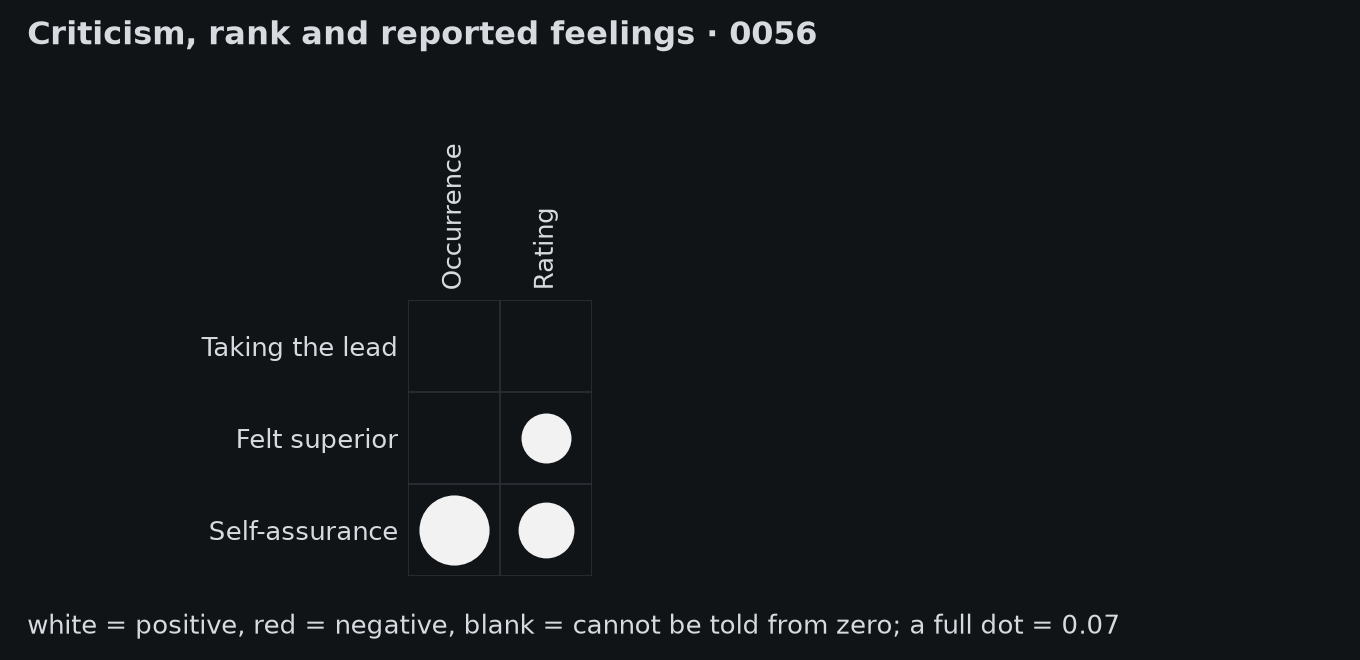 Criticism, rank and reported feelings · 0056
Occurrence
Rating
Taking the lead
Felt superior
Self-assurance
white = positive, red = negative, blank = cannot be told from zero; a full dot = 0.07